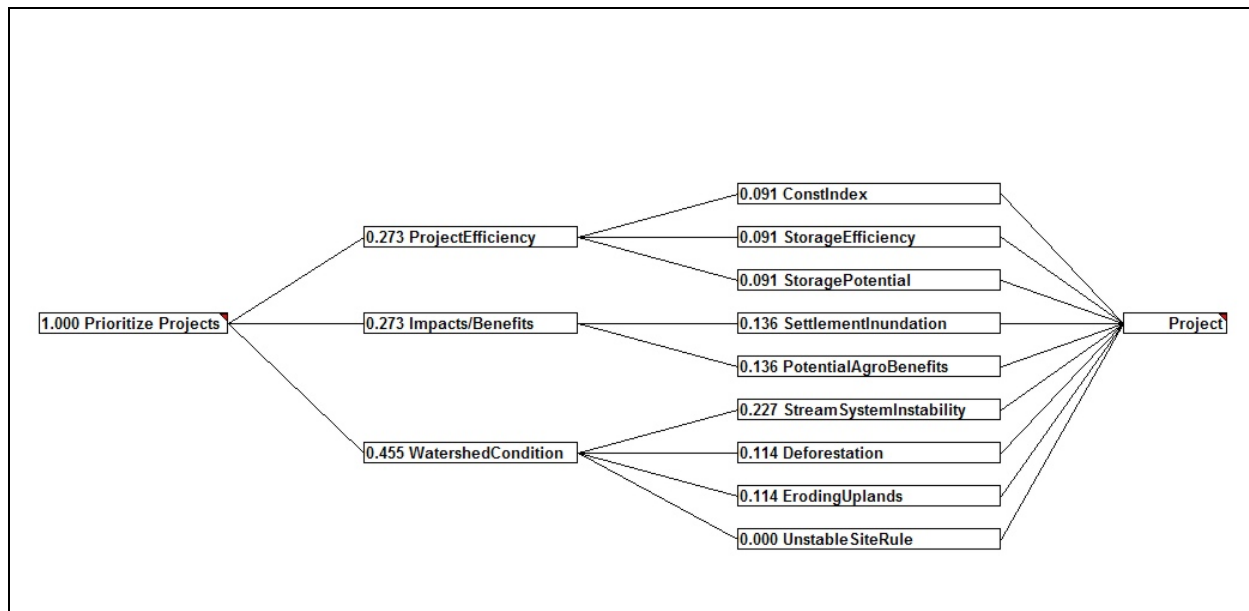 0.091 ConstIndex
0.273 ProjectEfficiency
0.091 StorageEfficiency
0.091 StoragePotential
1.000 Prioritize Projects
0.273 Impacts/Benefits
0.136 SettlementInundation
Project
0.136 PotentialAgroBenefits
0.227 StreamSystemInstability
0.455 WatershedCondition
0.114 Deforestation
0.114 ErodingUplands
0.000 UnstableSiteRule